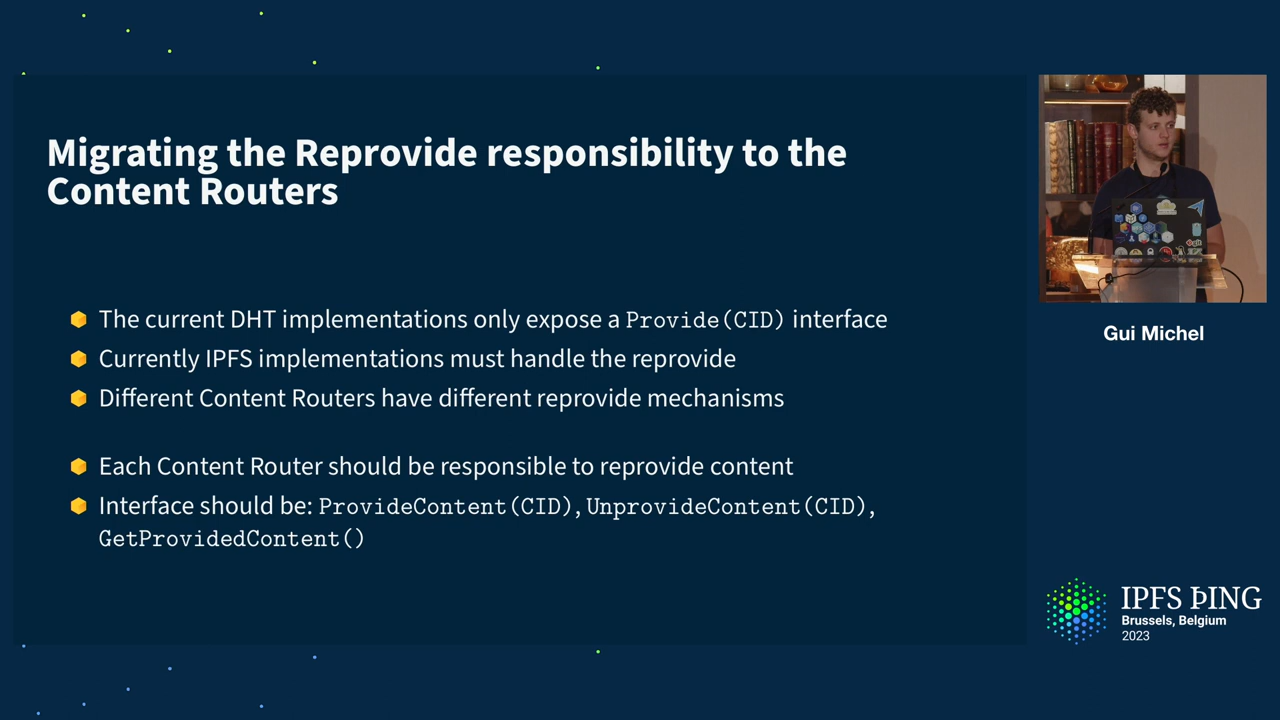 Migrating the Reprovide responsibility to the
Content Routers
The current DHT implementations only expose a Provide(CID) interface
Currently IPFS implementations must handle the reprovide
Different Content Routers have different reprovide mechanisms
Each Content Router should be responsible to reprovide content
Interface should be: ProvideContent(CID), UnprovideContent(CID),
GetProvidedContent()
Gui Michel
IPFS ÞING
Brussels, Belgium
2023